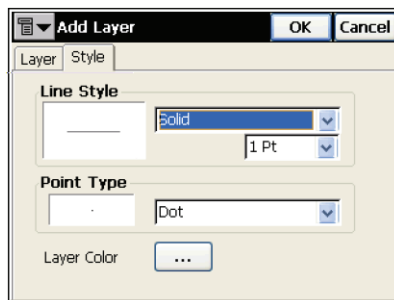 Add Layer OK Cancel
Layer Style
Line Style
Solid
1 Pt
Point Type
Dot
Layer Color ...